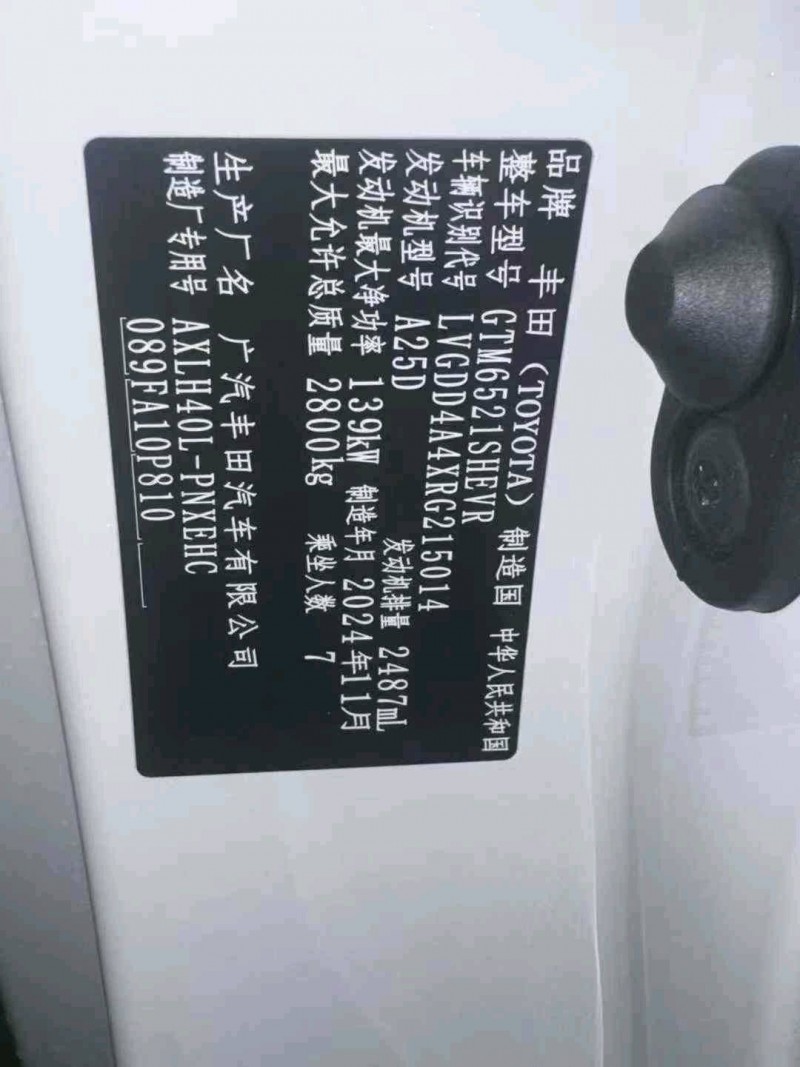 品牌 丰田（TOYOTA） 制造国 中华人民共和国
整车型号 GTM6521SHEVR
车辆识别代号 LVGDD4A4XRG215014
发动机型号 A25D 发动机排量 2487mL
发动机最大净功率 139kW 制造年月 2024年11月
最大允许总质量 2800kg 乘坐人数 7
生产厂名 广汽丰田汽车有限公司
制造厂专用号 AXLH40L-PNXEHC
089FA10P810